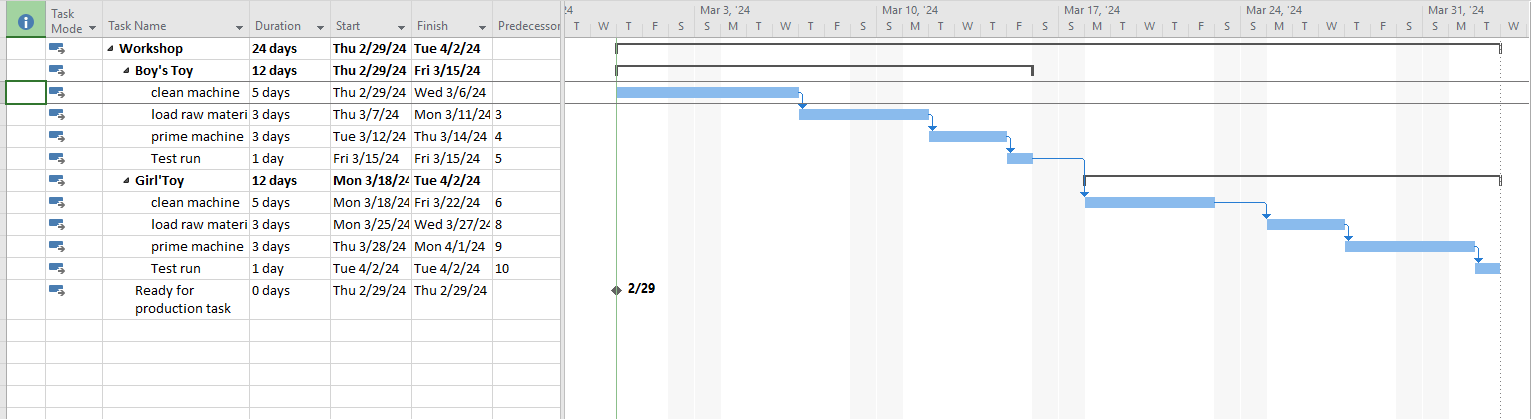 Task Mode Task Name Duration Start Finish Predecessor
24 Mar 3, '24 Mar 10, '24 Mar 17, '24 Mar 24, '24 Mar 31, '24
T W T F S S M T W T F S S M T W T F S S M T W T F S S M T W T F S S M T W
Workshop 24 days Thu 2/29/24 Tue 4/2/24
Boy's Toy 12 days Thu 2/29/24 Fri 3/15/24
clean machine 5 days Thu 2/29/24 Wed 3/6/24
load raw materi 3 days Thu 3/7/24 Mon 3/11/24 3
prime machine 3 days Tue 3/12/24 Thu 3/14/24 4
Test run 1 day Fri 3/15/24 Fri 3/15/24 5
Girl'Toy 12 days Mon 3/18/24 Tue 4/2/24
clean machine 5 days Mon 3/18/24 Fri 3/22/24 6
load raw materi 3 days Mon 3/25/24 Wed 3/27/24 8
prime machine 3 days Thu 3/28/24 Mon 4/1/24 9
Test run 1 day Tue 4/2/24 Tue 4/2/24 10
Ready for production task 0 days Thu 2/29/24 Thu 2/29/24
2/29